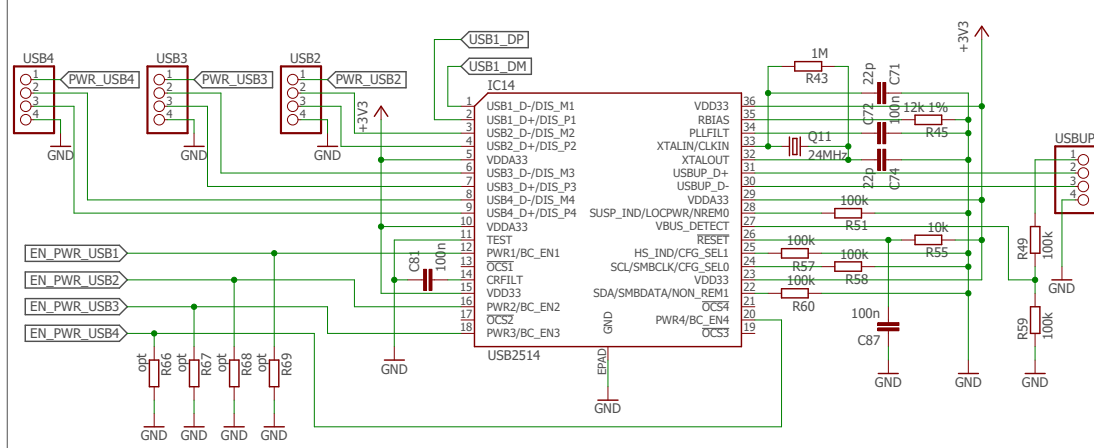 USB4
USB3
USB2
1
2
3
4
PWR_USB4
1
2
3
4
PWR_USB3
1
2
3
4
PWR_USB2
GND
GND
GND
+3V3
USB1_DP
USB1_DM
IC14
1 USB1_D-/DIS_M1
2 USB1_D+/DIS_P1
3 USB2_D-/DIS_M2
4 USB2_D+/DIS_P2
5 VDDA33
6 USB3_D-/DIS_M3
7 USB3_D+/DIS_P3
8 USB4_D-/DIS_M4
9 USB4_D+/DIS_P4
10 VDDA33
11 TEST
12 PWR1/BC_EN1
13 OCS1
14 CRFILT
15 VDD33
16 PWR2/BC_EN2
17 OCS2
18 PWR3/BC_EN3
VDD33 36
RBIAS 35
PLLFILT 34
XTALIN/CLKIN 33
XTALOUT 32
USBUP_D+ 31
USBUP_D- 30
VDDA33 29
SUSP_IND/LOCPWR/NREM0 28
VBUS_DETECT 27
RESET 26
HS_IND/CFG_SEL1 25
SCL/SMBCLK/CFG_SEL0 24
VDD33 23
SDA/SMBDATA/NON_REM1 22
OCS4 21
PWR4/BC_EN4 20
OCS3 19
GND
EPAD
USB2514
GND
EN_PWR_USB1
EN_PWR_USB2
EN_PWR_USB3
EN_PWR_USB4
C81
100n
GND
opt
R66
opt
R67
opt
R68
opt
R69
GND
GND
GND
GND
1M
R43
22p
C71
C72
100n
12k 1%
R45
Q11
24MHz
22p
C74
+3V3
100k
R51
10k
R55
100k
R57
100k
R58
100k
R60
100n
C87
GND
GND
USBUP
1
2
3
4
R49
100k
R59
100k
GND
GND